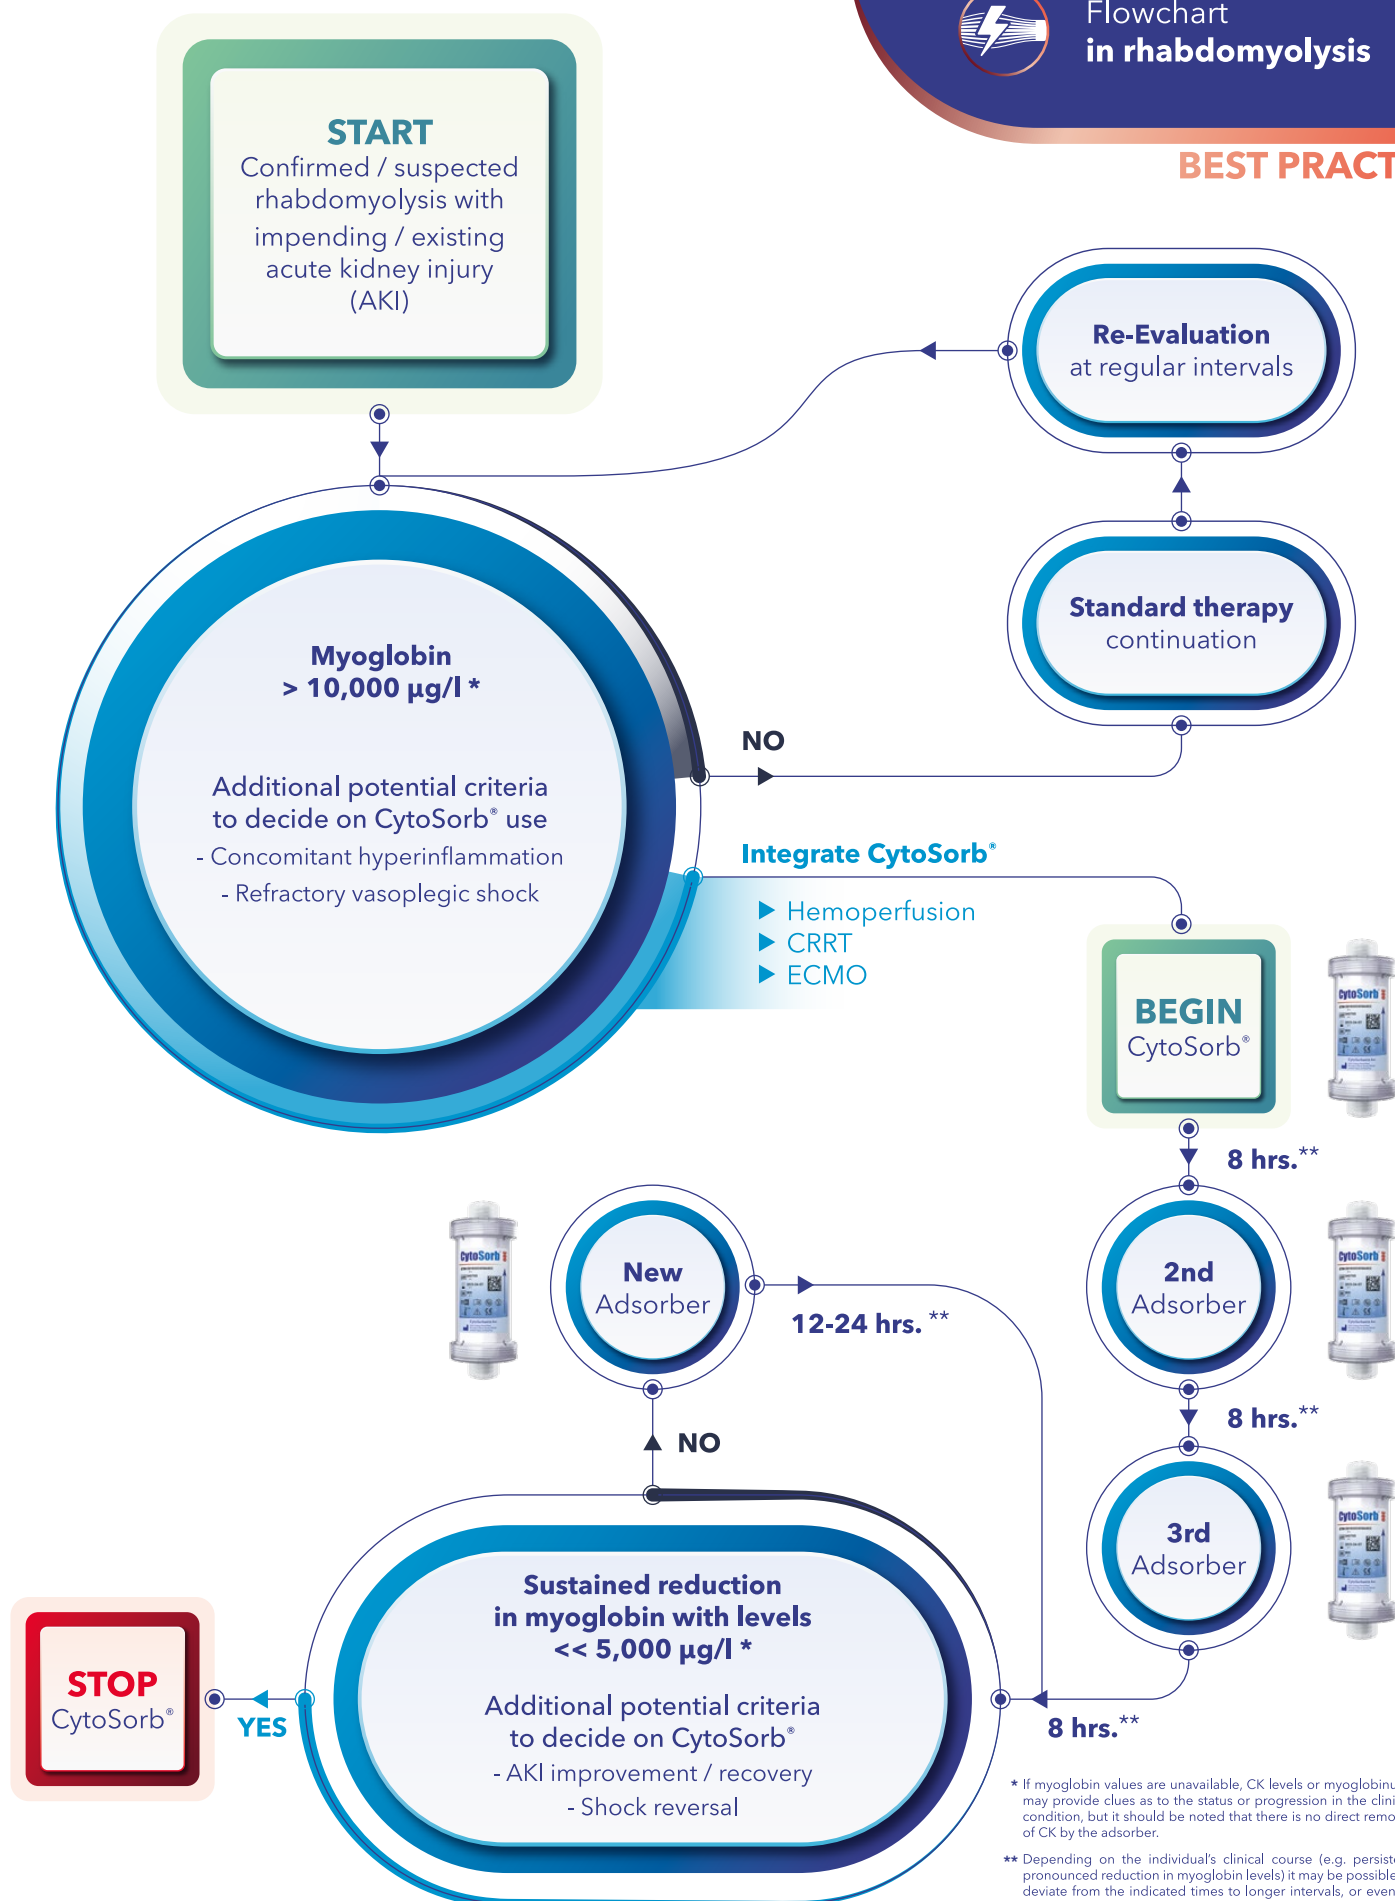 Flowchart
in rhabdomyolysis
BEST PRACT
START
Confirmed / suspected
rhabdomyolysis with
impending / existing
acute kidney injury
(AKI)
Re-Evaluation
at regular intervals
Standard therapy
continuation
Myoglobin
> 10,000 µg/l *
Additional potential criteria
to decide on CytoSorb® use
- Concomitant hyperinflammation
- Refractory vasoplegic shock
NO
Integrate CytoSorb®
Hemoperfusion
CRRT
ECMO
BEGIN
CytoSorb®
CytoSorb
8 hrs.**
2nd
Adsorber
CytoSorb
8 hrs.**
3rd
Adsorber
CytoSorb
8 hrs.**
CytoSorb
New
Adsorber
12-24 hrs. **
NO
Sustained reduction
in myoglobin with levels
<< 5,000 µg/l *
Additional potential criteria
to decide on CytoSorb®
- AKI improvement / recovery
- Shock reversal
YES
STOP
CytoSorb®
* If myoglobin values are unavailable, CK levels or myoglobinu
may provide clues as to the status or progression in the clini
condition, but it should be noted that there is no direct remo
of CK by the adsorber.
** Depending on the individual's clinical course (e.g. persiste
pronounced reduction in myoglobin levels) it may be possible
deviate from the indicated times to longer intervals, or even